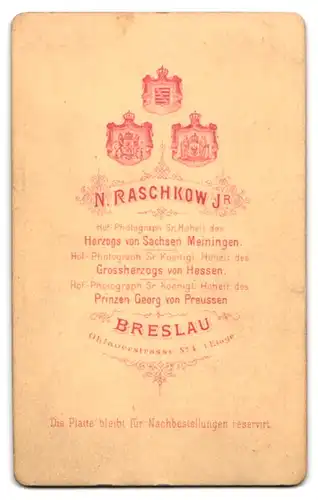 N. RASCHKOW JR
Hof-Photograph Sr. Hoheit des
Herzogs von Sachsen Meiningen.
Hof-Photograph Sr Koenigl. Hoheit des
Grossherzogs von Hessen.
Hof-Photograph Sr Koenigl. Hoheit des
Prinzen Georg von Preussen
BRESLAU
Ohlauerstrasse No 4 1 Etage
Die Platte bleibt für Nachbestellungen reservirt.